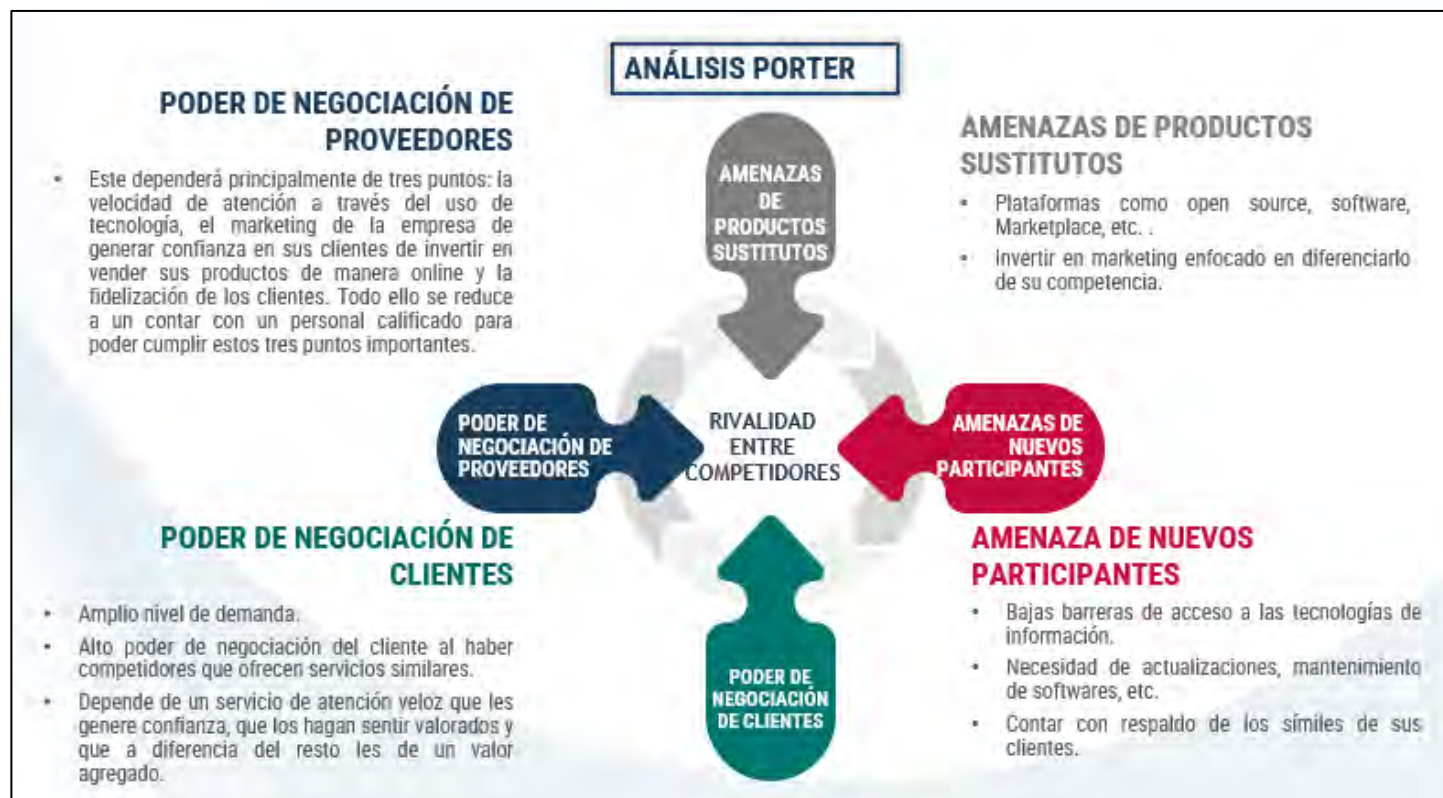 ANÁLISIS PORTER
PODER DE NEGOCIACIÓN DE
PROVEEDORES
• Este dependerá principalmente de tres puntos: la
velocidad de atención a través del uso de
tecnología, el marketing de la empresa de
generar confianza en sus clientes de invertir en
vender sus productos de manera online y la
fidelización de los clientes. Todo ello se reduce
a un contar con un personal calificado para
poder cumplir estos tres puntos importantes.
AMENAZAS
DE
PRODUCTOS
SUSTITUTOS
AMENAZAS DE PRODUCTOS
SUSTITUTOS
• Plataformas como open source, software,
Marketplace, etc. .
• Invertir en marketing enfocado en diferenciarlo
de su competencia.
PODER DE
NEGOCIACIÓN DE
PROVEEDORES
RIVALIDAD
ENTRE
COMPETIDORES
AMENAZAS DE
NUEVOS
PARTICIPANTES
PODER DE NEGOCIACIÓN DE
CLIENTES
• Amplio nivel de demanda.
• Alto poder de negociación del cliente al haber
competidores que ofrecen servicios similares.
• Depende de un servicio de atención veloz que les
genere confianza, que los hagan sentir valorados y
que a diferencia del resto les de un valor
agregado.
PODER DE
NEGOCIACIÓN
DE CLIENTES
AMENAZA DE NUEVOS
PARTICIPANTES
• Bajas barreras de acceso a las tecnologías de
información.
• Necesidad de actualizaciones, mantenimiento
de softwares, etc.
• Contar con respaldo de los símiles de sus
clientes.